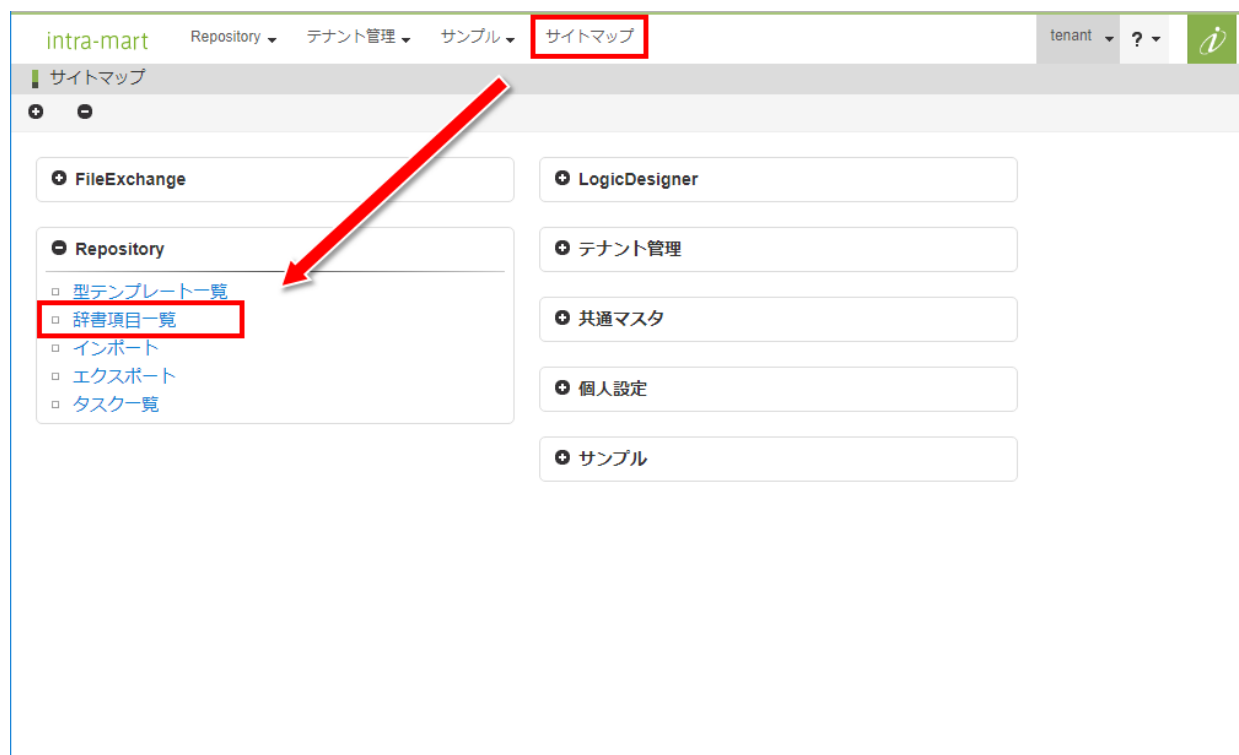 intra-mart Repository テナント管理 サンプル サイトマップ tenant ?
サイトマップ
FileExchange
Repository
型テンプレート一覧
辞書項目一覧
インポート
エクスポート
タスク一覧
LogicDesigner
テナント管理
共通マスタ
個人設定
サンプル